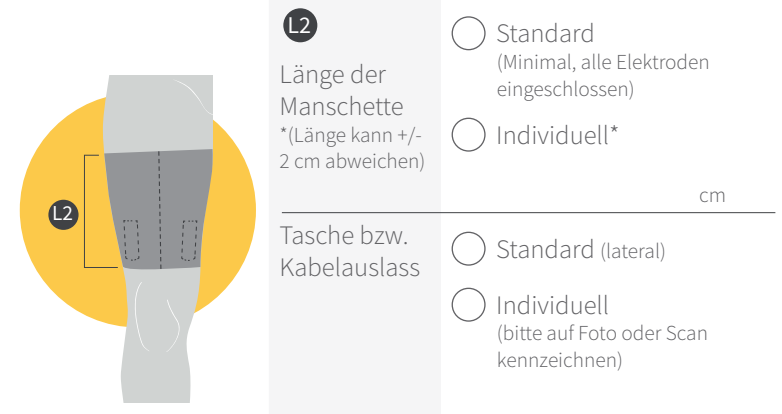 L2
L2
Länge der
Manschette
*(Länge kann +/-
2 cm abweichen)
Standard
(Minimal, alle Elektroden
eingeschlossen)
Individuell*
cm
Tasche bzw.
Kabelauslass
Standard (lateral)
Individuell
(bitte auf Foto oder Scan
kennzeichnen)